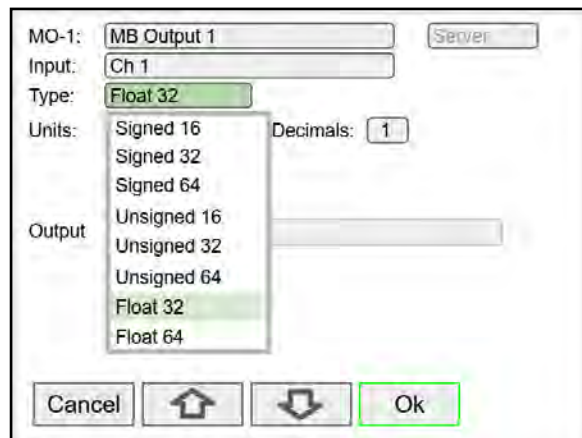 MO-1: MB Output 1 Server
Input: Ch 1
Type: Float 32
Units: Decimals: 1
Signed 16
Signed 32
Signed 64
Unsigned 16
Output
Unsigned 32
Unsigned 64
Float 32
Float 64
Cancel Ok